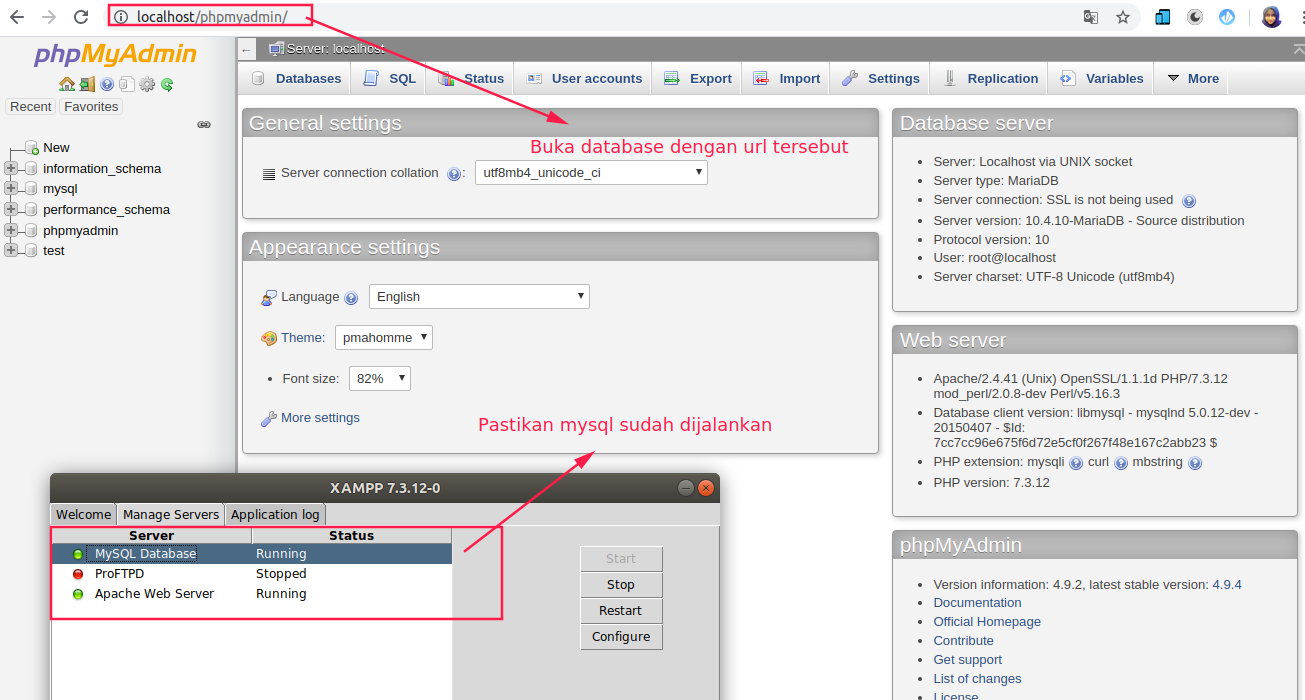 localhost/phpmyadmin/
phpMyAdmin
Recent Favorites
New
information_schema
mysql
performance_schema
phpmyadmin
test
Server: localhost
Databases SQL Status User accounts Export Import Settings Replication Variables More
General settings
Buka database dengan url tersebut
Server connection collation : utf8mb4_unicode_ci
Appearance settings
Language English
Theme: pmahomme
Font size: 82%
More settings
Pastikan mysql sudah dijalankan
Database server
Server: Localhost via UNIX socket
Server type: MariaDB
Server connection: SSL is not being used
Server version: 10.4.10-MariaDB - Source distribution
Protocol version: 10
User: root@localhost
Server charset: UTF-8 Unicode (utf8mb4)
Web server
Apache/2.4.41 (Unix) OpenSSL/1.1.1d PHP/7.3.12
mod_perl/2.0.8-dev Perl/v5.16.3
Database client version: libmysql - mysqlnd 5.0.12-dev -
20150407 - $Id:
7cc7cc96e675f6d72e5cf0f267f48e167c2abb23 $
PHP extension: mysqli curl mbstring
PHP version: 7.3.12
phpMyAdmin
Version information: 4.9.2, latest stable version: 4.9.4
Documentation
Official Homepage
Contribute
Get support
List of changes
License
XAMPP 7.3.12-0
Welcome Manage Servers Application log
Server Status
MySQL Database Running
ProFTPD Stopped
Apache Web Server Running
Start
Stop
Restart
Configure